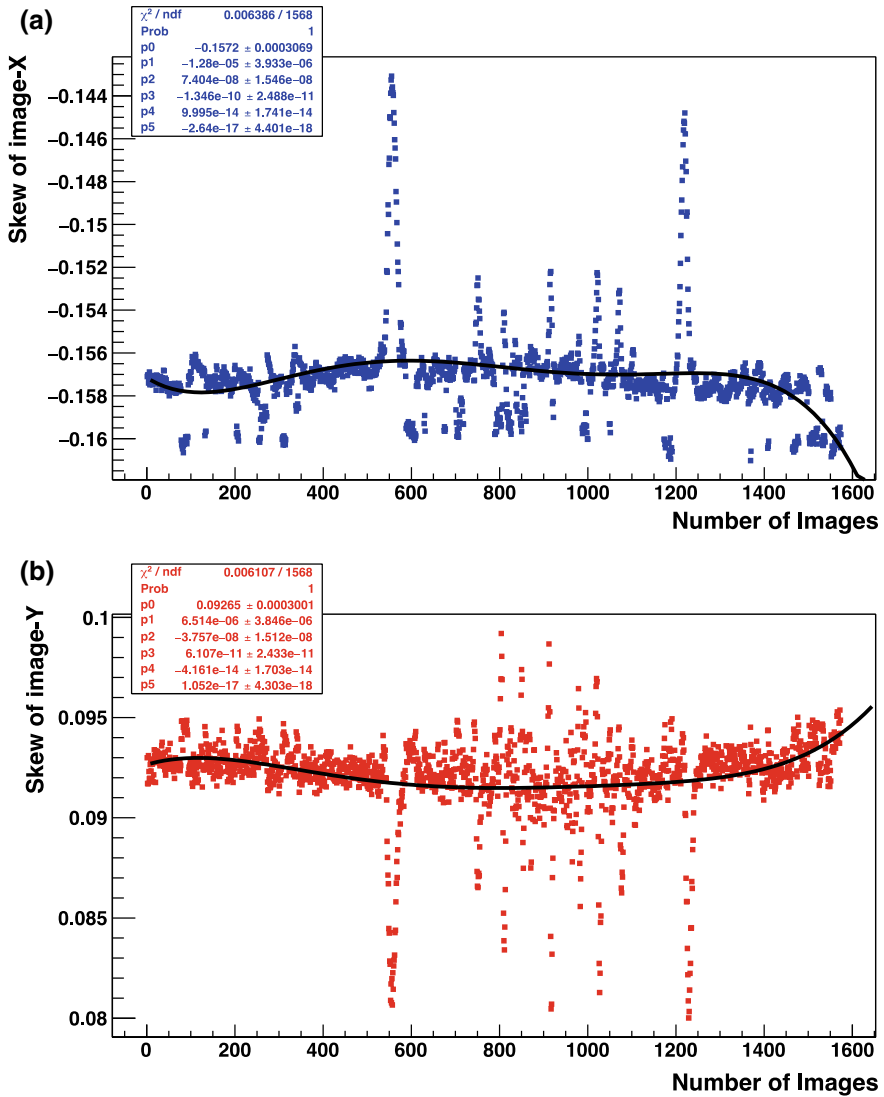 (a)
χ² / ndf 0.006386 / 1568
Prob 1
p0 −0.1572 ± 0.0003069
p1 −1.28e−05 ± 3.933e−06
p2 7.404e−08 ± 1.546e−08
p3 −1.346e−10 ± 2.488e−11
p4 9.995e−14 ± 1.741e−14
p5 −2.64e−17 ± 4.401e−18
Skew of image-X
−0.144
−0.146
−0.148
−0.15
−0.152
−0.154
−0.156
−0.158
−0.16
0 200 400 600 800 1000 1200 1400 1600
Number of Images
(b)
χ² / ndf 0.006107 / 1568
Prob 1
p0 0.09265 ± 0.0003001
p1 6.514e−06 ± 3.846e−06
p2 −3.757e−08 ± 1.512e−08
p3 6.107e−11 ± 2.433e−11
p4 −4.161e−14 ± 1.703e−14
p5 1.052e−17 ± 4.303e−18
Skew of image-Y
0.1
0.095
0.09
0.085
0.08
0 200 400 600 800 1000 1200 1400 1600
Number of Images